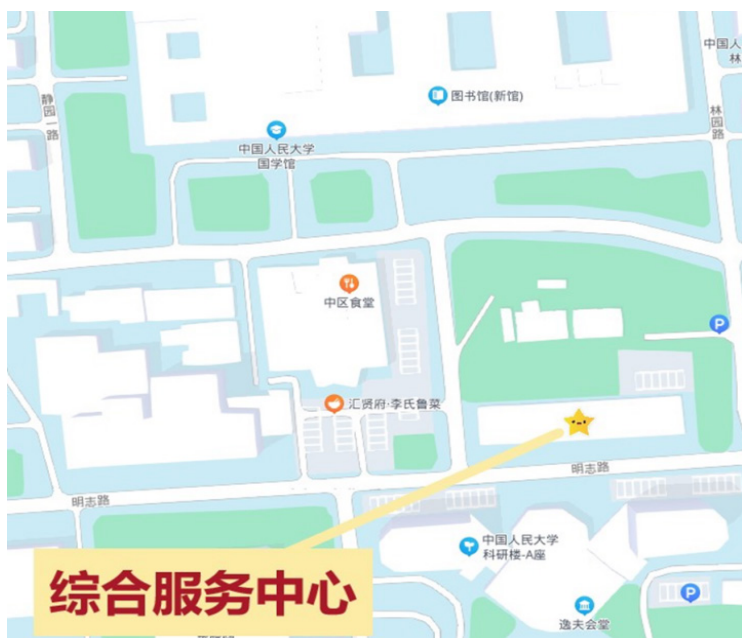 中国人
林
静园一路
图书馆(新馆)
林园路
中国人民大学
国学馆
中区食堂
P
汇贤府·李氏鲁菜
明志路
明志路
中国人民大学
科研楼-A座
综合服务中心
P
逸夫会堂